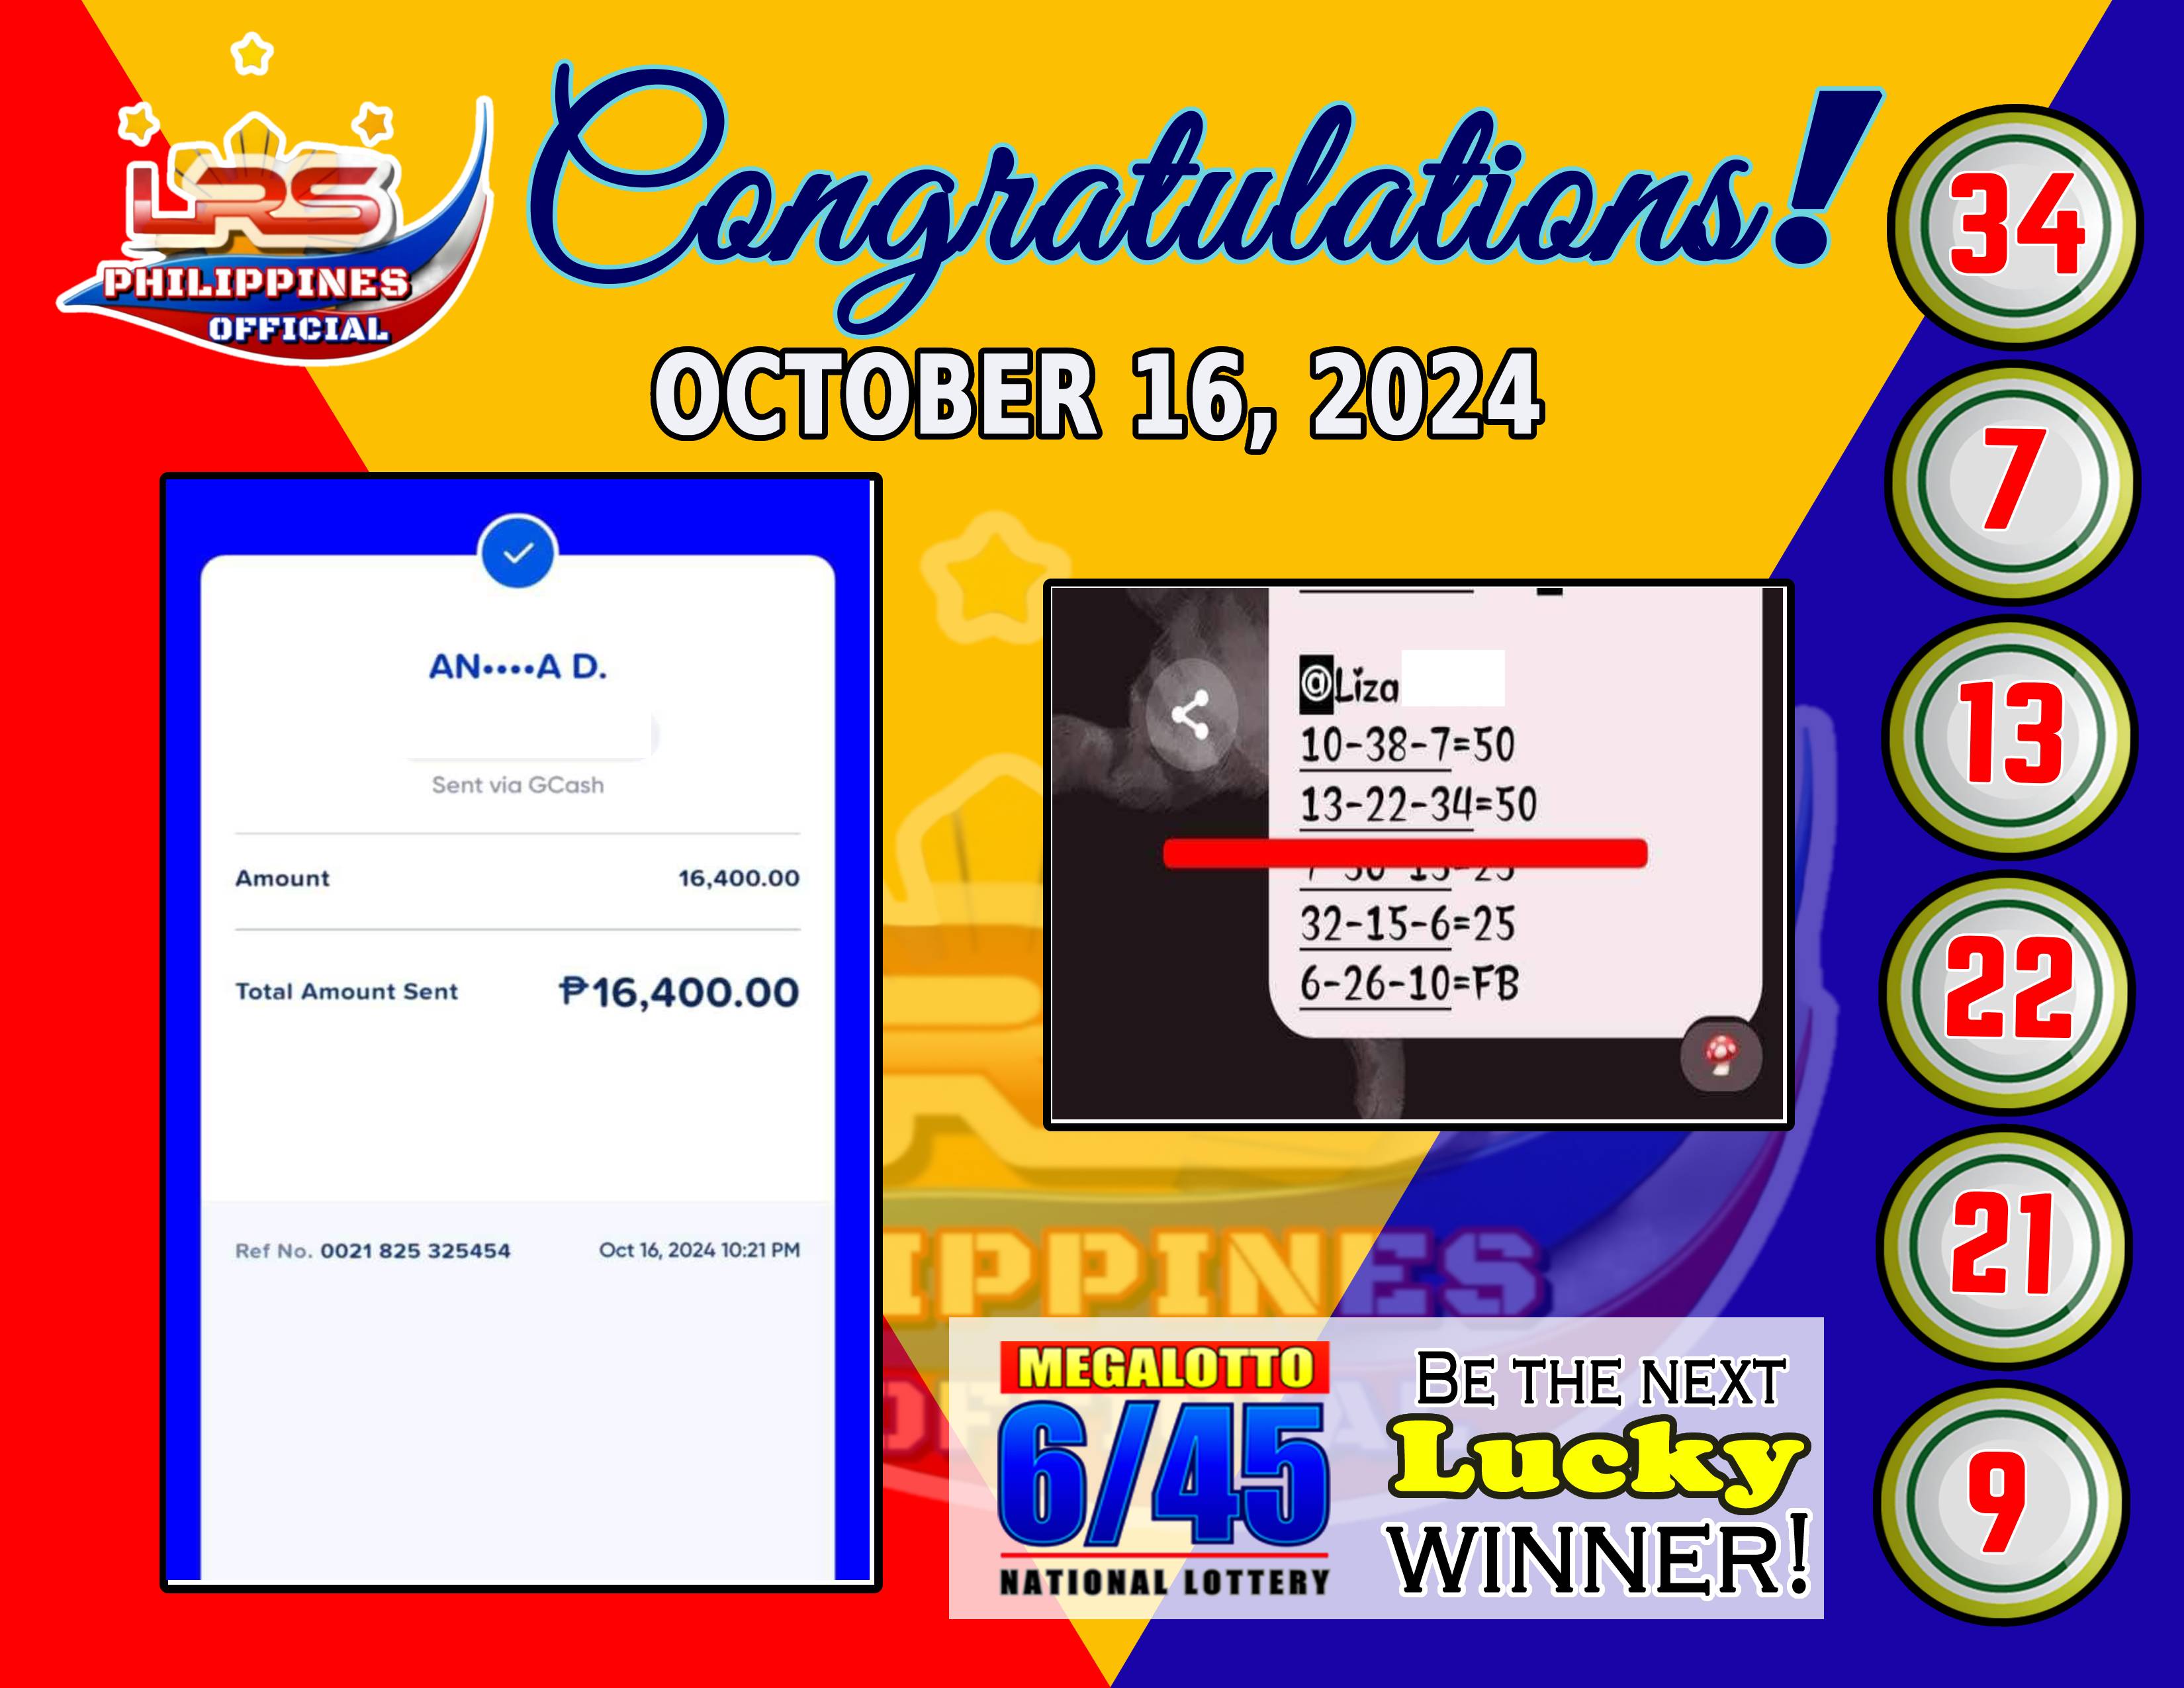 LRS
PHILIPPINES
OFFICIAL
Congratulations!
OCTOBER 16, 2024
AN••••A D.
Sent via GCash
Amount 16,400.00
Total Amount Sent ₱16,400.00
Ref No. 0021 825 325454 Oct 16, 2024 10:21 PM
@Liza
10-38-7=50
13-22-34=50
32-15-6=25
6-26-10=FB
MEGALOTTO
6/45
NATIONAL LOTTERY
BE THE NEXT
Lucky
WINNER!
34
7
13
22
21
9